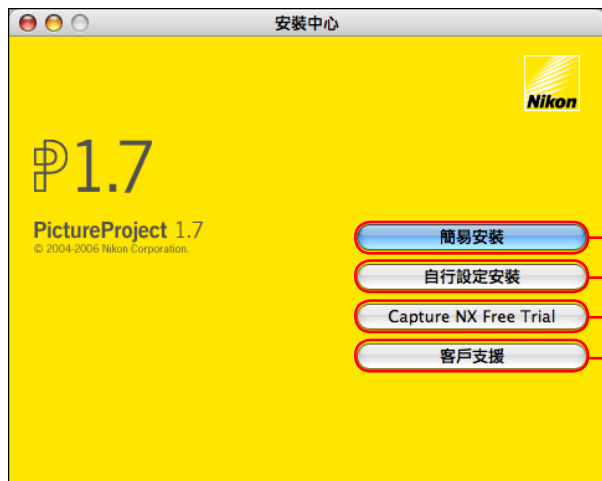 安裝中心
Nikon
P1.7
PictureProject 1.7
© 2004-2006 Nikon Corporation.
簡易安裝
自行設定安裝
Capture NX Free Trial
客戶支援